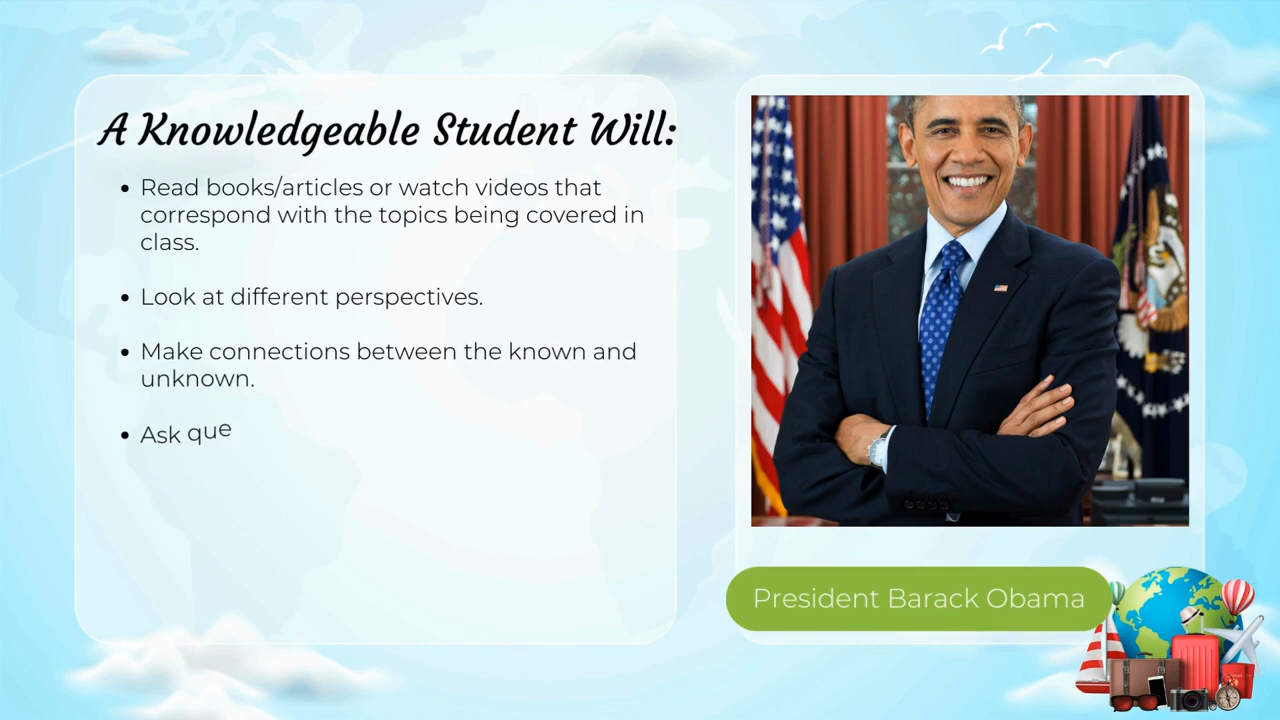 A Knowledgeable Student Will:
• Read books/articles or watch videos that
correspond with the topics being covered in
class.
• Look at different perspectives.
• Make connections between the known and
unknown.
• Ask que
President Barack Obama